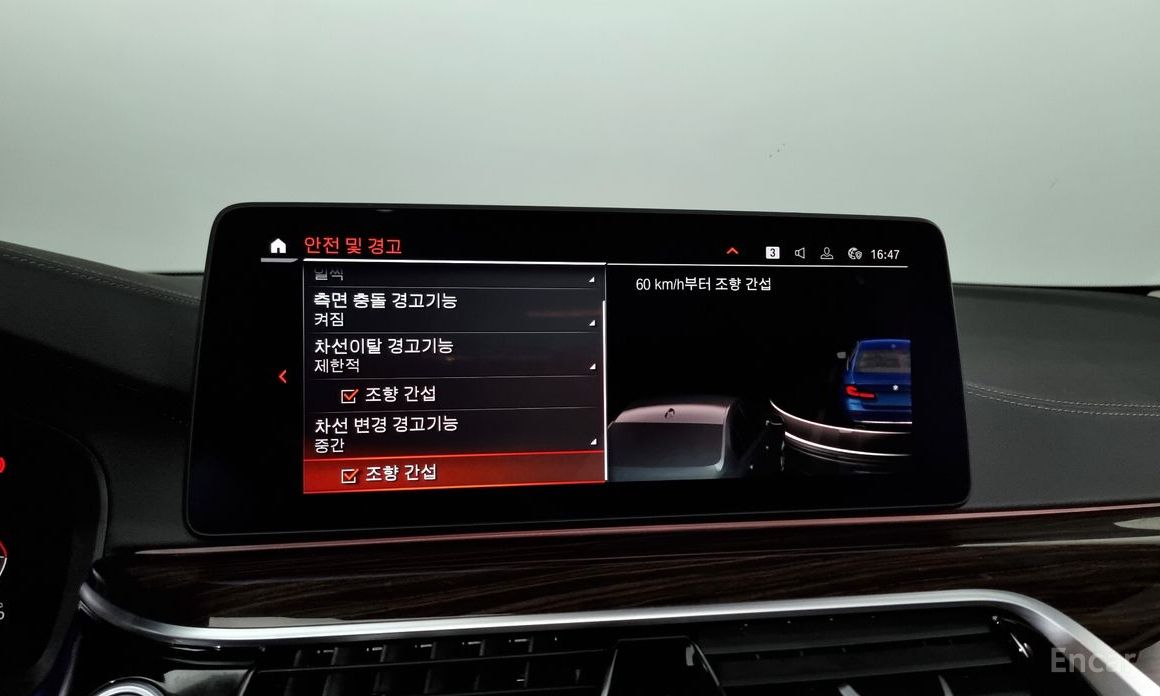 안전 및 경고
3
16:47
일찍
측면 충돌 경고기능
켜짐
차선이탈 경고기능
제한적
조향 간섭
차선 변경 경고기능
중간
조향 간섭
60 km/h부터 조향 간섭
Encar